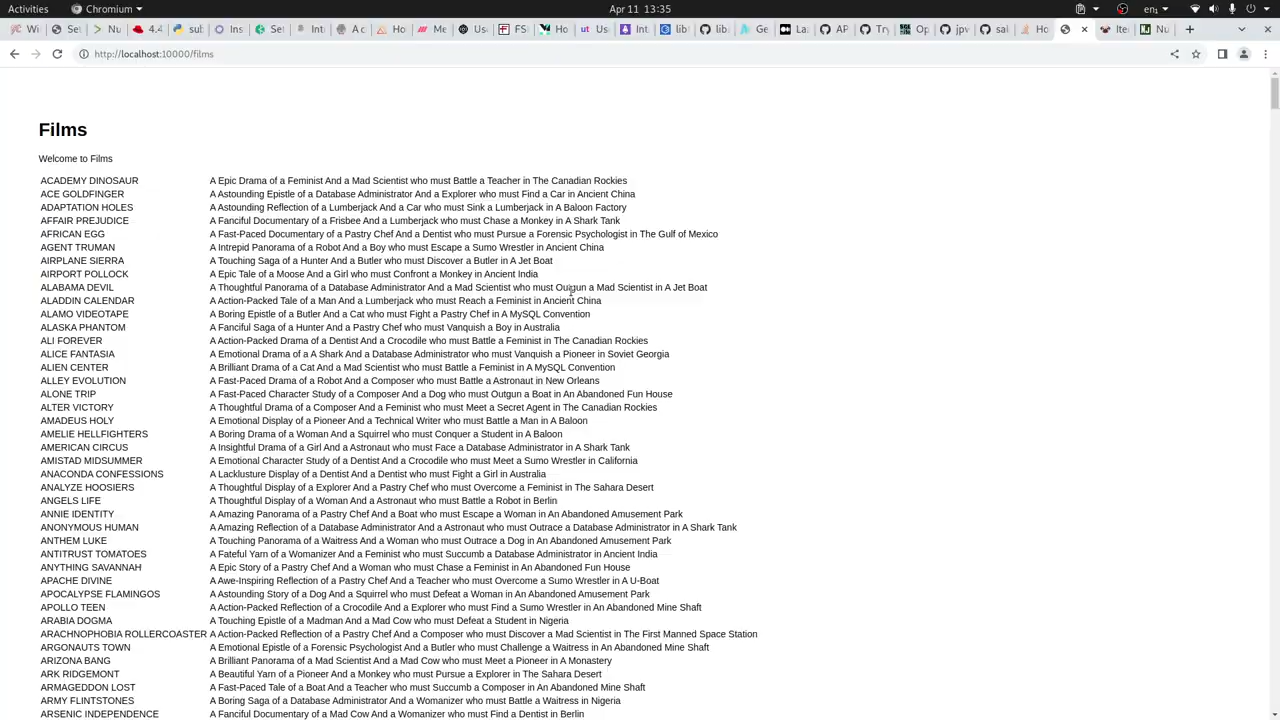 Activities Chromium Apr 11 13:35 en
Wi Se Nu 4.4 sub Ins Set Int A c Ho Me Ho Use FS Ho ut Us Int lib lib Ge Laz AP Try Op jpv sal Ho Se Ite Nu
http://localhost:10000/films
Films
Welcome to Films
ACADEMY DINOSAUR A Epic Drama of a Feminist And a Mad Scientist who must Battle a Teacher in The Canadian Rockies
ACE GOLDFINGER A Astounding Epistle of a Database Administrator And a Explorer who must Find a Car in Ancient China
ADAPTATION HOLES A Astounding Reflection of a Lumberjack And a Car who must Sink a Lumberjack in A Baloon Factory
AFFAIR PREJUDICE A Fanciful Documentary of a Frisbee And a Lumberjack who must Chase a Monkey in A Shark Tank
AFRICAN EGG A Fast-Paced Documentary of a Pastry Chef And a Dentist who must Pursue a Forensic Psychologist in The Gulf of Mexico
AGENT TRUMAN A Intrepid Panorama of a Robot And a Boy who must Escape a Sumo Wrestler in Ancient China
AIRPLANE SIERRA A Touching Saga of a Hunter And a Butler who must Discover a Butler in A Jet Boat
AIRPORT POLLOCK A Epic Tale of a Moose And a Girl who must Confront a Monkey in Ancient India
ALABAMA DEVIL A Thoughtful Panorama of a Database Administrator And a Mad Scientist who must Outgun a Mad Scientist in A Jet Boat
ALADDIN CALENDAR A Action-Packed Tale of a Man And a Lumberjack who must Reach a Feminist in Ancient China
ALAMO VIDEOTAPE A Boring Epistle of a Butler And a Cat who must Fight a Pastry Chef in A MySQL Convention
ALASKA PHANTOM A Fanciful Saga of a Hunter And a Pastry Chef who must Vanquish a Boy in Australia
ALI FOREVER A Action-Packed Drama of a Dentist And a Crocodile who must Battle a Feminist in The Canadian Rockies
ALICE FANTASIA A Emotional Drama of a A Shark And a Database Administrator who must Vanquish a Pioneer in Soviet Georgia
ALIEN CENTER A Brilliant Drama of a Cat And a Mad Scientist who must Battle a Feminist in A MySQL Convention
ALLEY EVOLUTION A Fast-Paced Drama of a Robot And a Composer who must Battle a Astronaut in New Orleans
ALONE TRIP A Fast-Paced Character Study of a Composer And a Dog who must Outgun a Boat in An Abandoned Fun House
ALTER VICTORY A Thoughtful Drama of a Composer And a Feminist who must Meet a Secret Agent in The Canadian Rockies
AMADEUS HOLY A Emotional Display of a Pioneer And a Technical Writer who must Battle a Man in A Baloon
AMELIE HELLFIGHTERS A Boring Drama of a Woman And a Squirrel who must Conquer a Student in A Baloon
AMERICAN CIRCUS A Insightful Drama of a Girl And a Astronaut who must Face a Database Administrator in A Shark Tank
AMISTAD MIDSUMMER A Emotional Character Study of a Dentist And a Crocodile who must Meet a Sumo Wrestler in California
ANACONDA CONFESSIONS A Lacklusture Display of a Dentist And a Dentist who must Fight a Girl in Australia
ANALYZE HOOSIERS A Thoughtful Display of a Explorer And a Pastry Chef who must Overcome a Feminist in The Sahara Desert
ANGELS LIFE A Thoughtful Display of a Woman And a Astronaut who must Battle a Robot in Berlin
ANNIE IDENTITY A Amazing Panorama of a Pastry Chef And a Boat who must Escape a Woman in An Abandoned Amusement Park
ANONYMOUS HUMAN A Amazing Reflection of a Database Administrator And a Astronaut who must Outrace a Database Administrator in A Shark Tank
ANTHEM LUKE A Touching Panorama of a Waitress And a Woman who must Outrace a Dog in An Abandoned Amusement Park
ANTITRUST TOMATOES A Fateful Yarn of a Womanizer And a Feminist who must Succumb a Database Administrator in Ancient India
ANYTHING SAVANNAH A Epic Story of a Pastry Chef And a Woman who must Chase a Feminist in An Abandoned Fun House
APACHE DIVINE A Awe-Inspiring Reflection of a Pastry Chef And a Teacher who must Overcome a Sumo Wrestler in A U-Boat
APOCALYPSE FLAMINGOS A Astounding Story of a Dog And a Squirrel who must Defeat a Woman in An Abandoned Amusement Park
APOLLO TEEN A Action-Packed Reflection of a Crocodile And a Explorer who must Find a Sumo Wrestler in An Abandoned Mine Shaft
ARABIA DOGMA A Touching Epistle of a Madman And a Mad Cow who must Defeat a Student in Nigeria
ARACHNOPHOBIA ROLLERCOASTER A Action-Packed Reflection of a Pastry Chef And a Composer who must Discover a Mad Scientist in The First Manned Space Station
ARGONAUTS TOWN A Emotional Epistle of a Forensic Psychologist And a Butler who must Challenge a Waitress in An Abandoned Mine Shaft
ARIZONA BANG A Brilliant Panorama of a Mad Scientist And a Mad Cow who must Meet a Pioneer in A Monastery
ARK RIDGEMONT A Beautiful Yarn of a Pioneer And a Monkey who must Pursue a Explorer in The Sahara Desert
ARMAGEDDON LOST A Fast-Paced Tale of a Boat And a Teacher who must Succumb a Composer in An Abandoned Mine Shaft
ARMY FLINTSTONES A Boring Saga of a Database Administrator And a Womanizer who must Battle a Waitress in Nigeria
ARSENIC INDEPENDENCE A Fanciful Documentary of a Mad Cow And a Womanizer who must Find a Dentist in Berlin